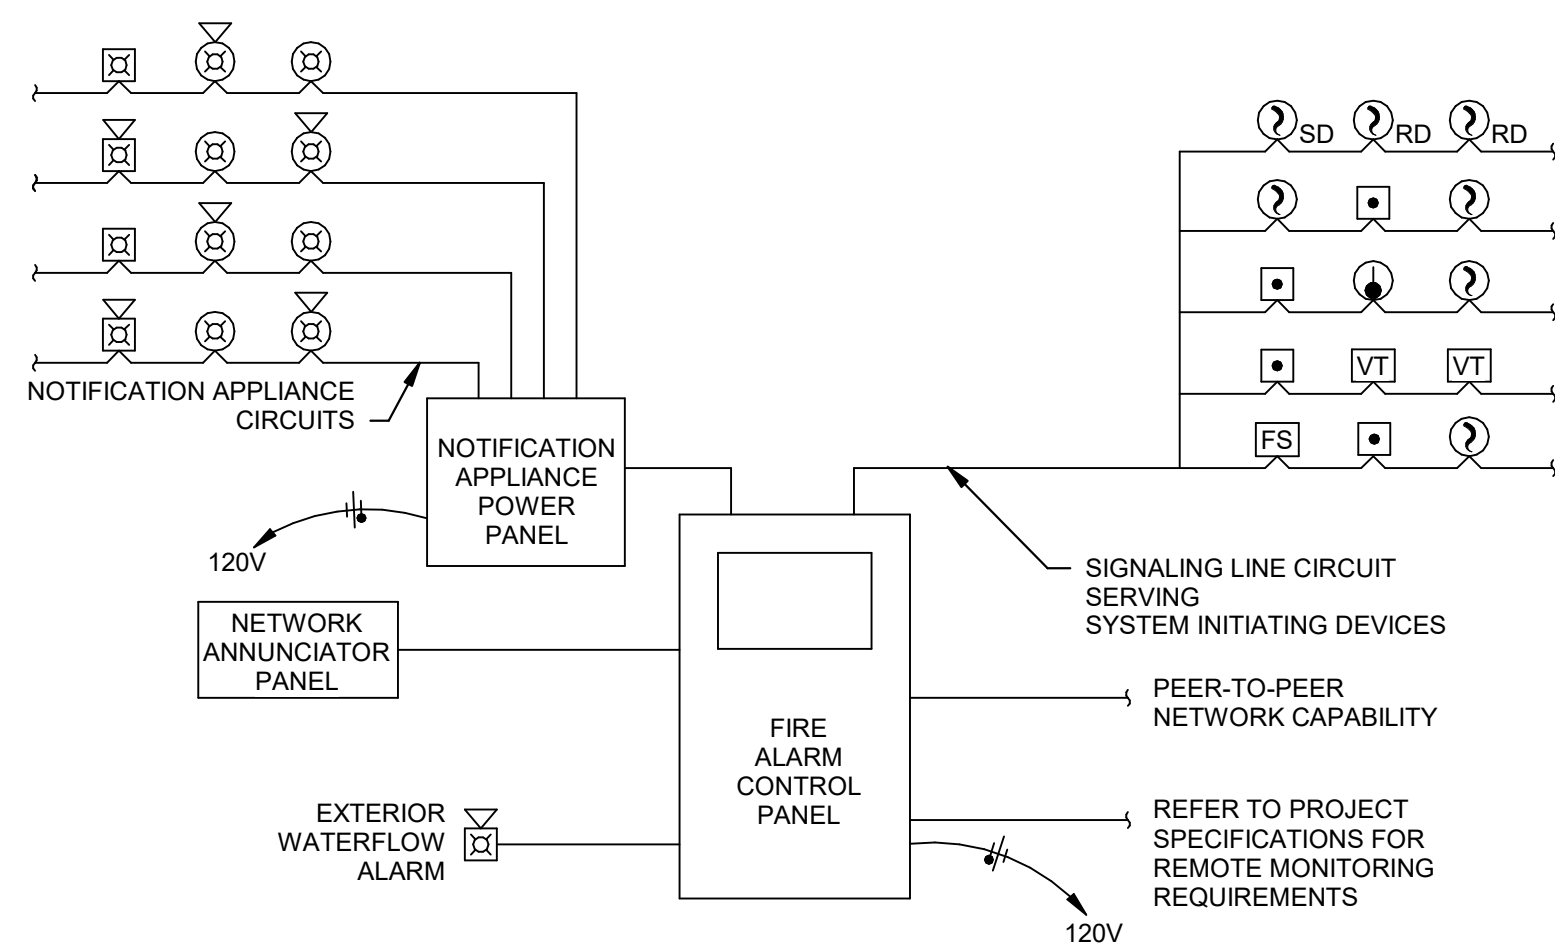 SD
RD
RD
VT
VT
FS
NOTIFICATION APPLIANCE
CIRCUITS
NOTIFICATION
APPLIANCE
POWER
PANEL
120V
NETWORK
ANNUNCIATOR
PANEL
SIGNALING LINE CIRCUIT
SERVING
SYSTEM INITIATING DEVICES
PEER-TO-PEER
NETWORK CAPABILITY
FIRE
ALARM
CONTROL
PANEL
EXTERIOR
WATERFLOW
ALARM
REFER TO PROJECT
SPECIFICATIONS FOR
REMOTE MONITORING
REQUIREMENTS
120V